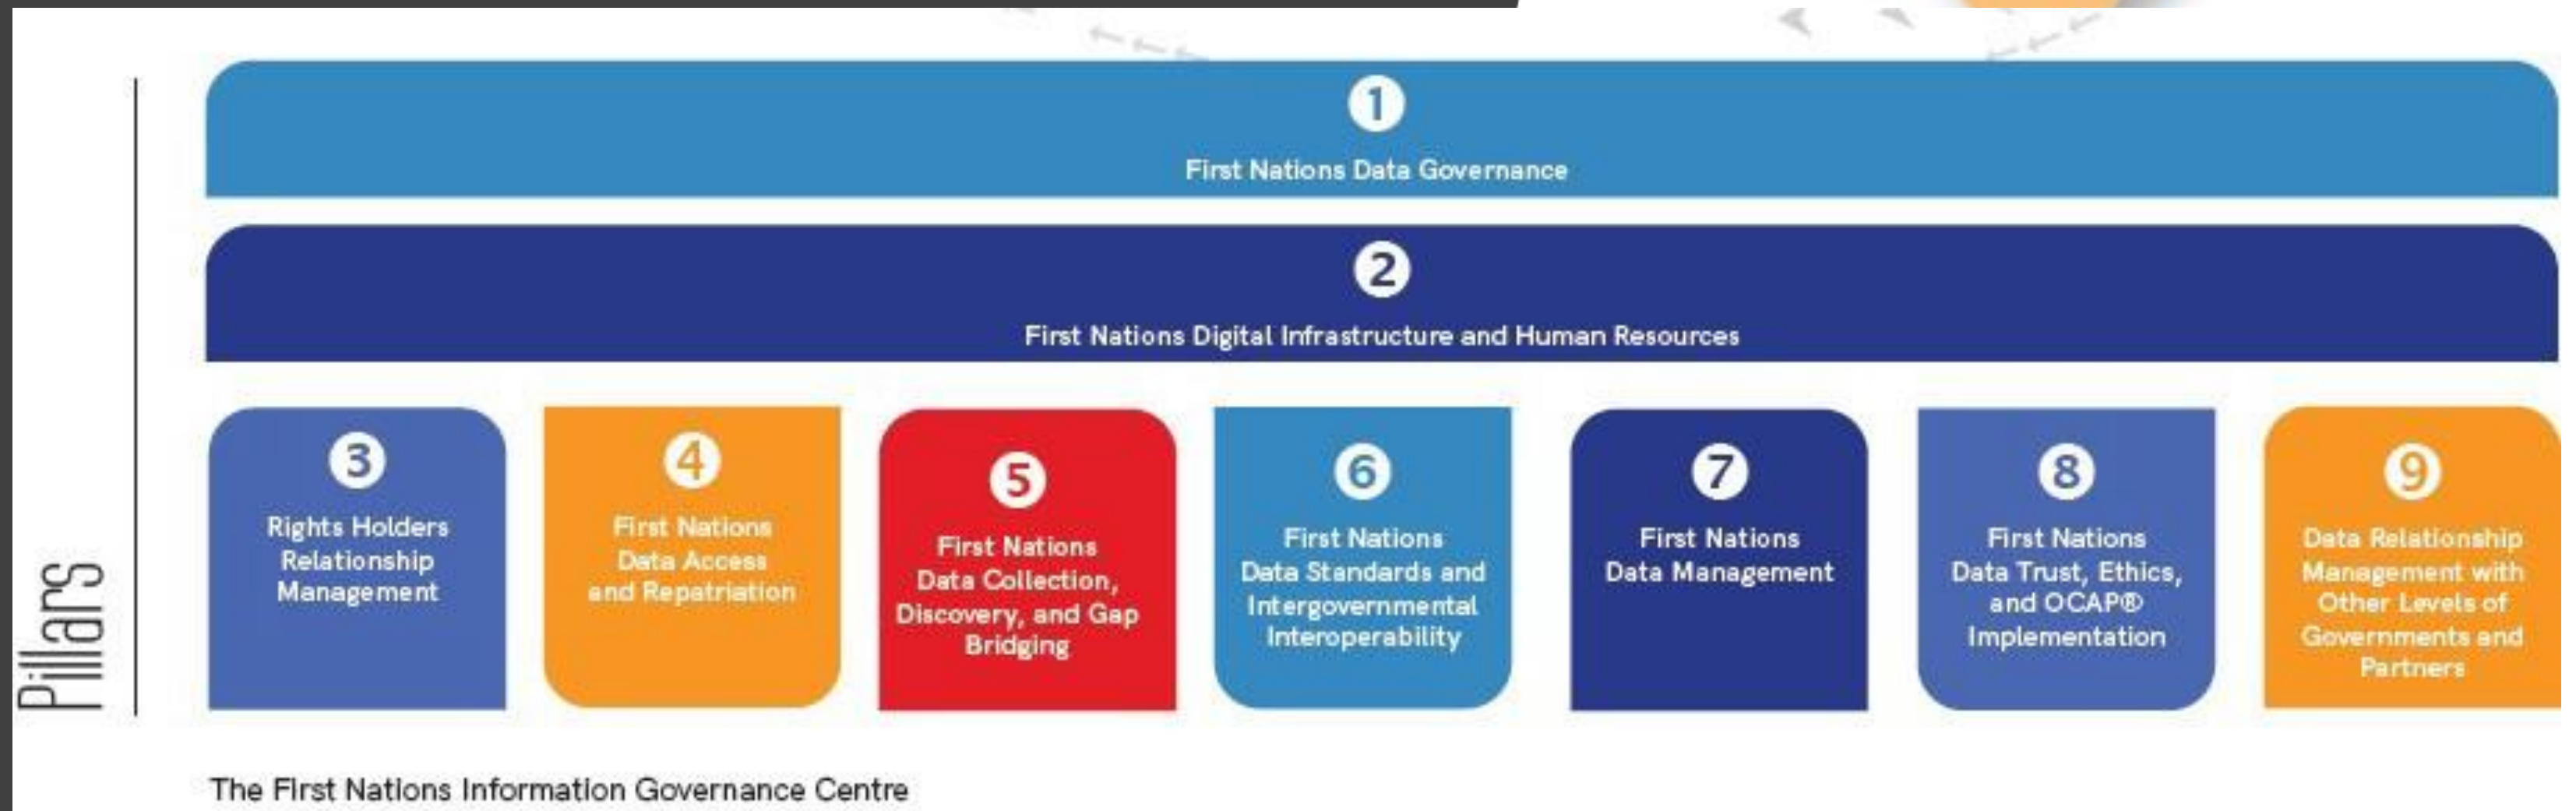 Pillars
1
First Nations Data Governance
2
First Nations Digital Infrastructure and Human Resources
3
Rights Holders
Relationship
Management
4
First Nations
Data Access
and Repatriation
5
First Nations
Data Collection,
Discovery, and Gap
Bridging
6
First Nations
Data Standards and
Intergovernmental
Interoperability
7
First Nations
Data Management
8
First Nations
Data Trust, Ethics,
and OCAP®
Implementation
9
Data Relationship
Management with
Other Levels of
Governments and
Partners
The First Nations Information Governance Centre